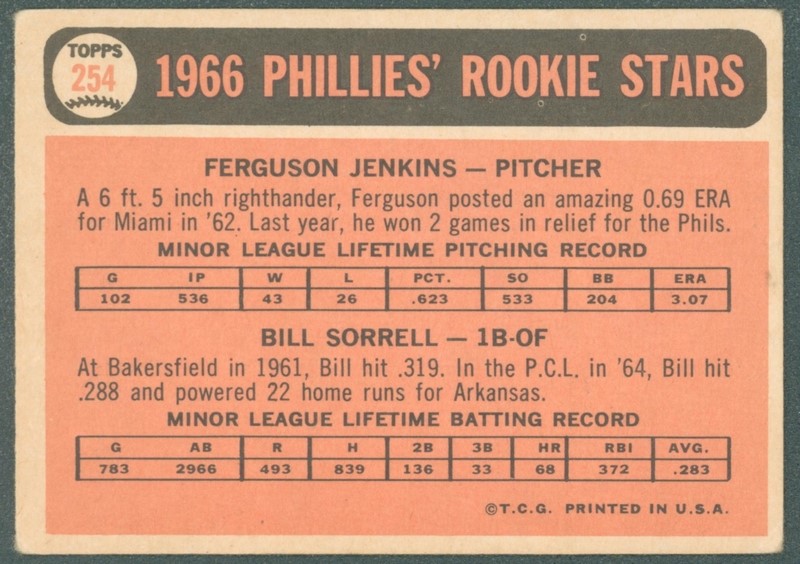 TOPPS
254
1966 PHILLIES' ROOKIE STARS
FERGUSON JENKINS — PITCHER
A 6 ft. 5 inch righthander, Ferguson posted an amazing 0.69 ERA
for Miami in '62. Last year, he won 2 games in relief for the Phils.
MINOR LEAGUE LIFETIME PITCHING RECORD
G IP W L PCT. SO BB ERA
102 536 43 26 .623 533 204 3.07
BILL SORRELL — 1B-OF
At Bakersfield in 1961, Bill hit .319. In the P.C.L. in '64, Bill hit
.288 and powered 22 home runs for Arkansas.
MINOR LEAGUE LIFETIME BATTING RECORD
G AB R H 2B 3B HR RBI AVG.
783 2966 493 839 136 33 68 372 .283
©T.C.G. PRINTED IN U.S.A.